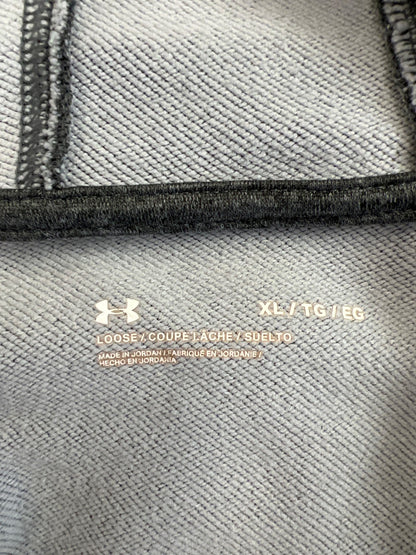 XL / TG / EG
LOOSE / COUPE LÂCHE / SUELTO
MADE IN JORDAN / FABRIQUÉ EN JORDANIE /
HECHO EN JORDANIA